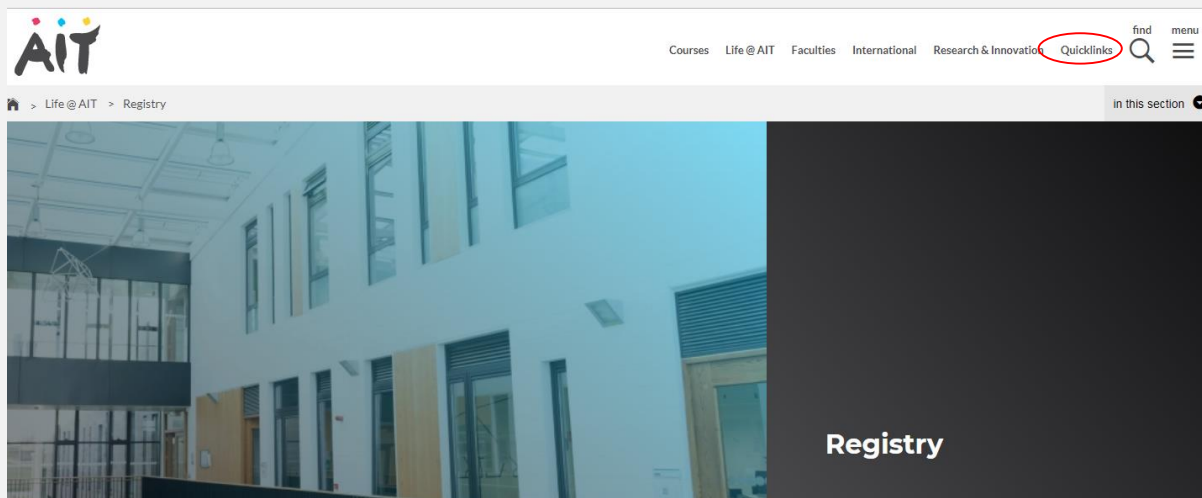 AIT
find menu
Courses Life @ AIT Faculties International Research & Innovation Quicklinks
> Life @ AIT > Registry
in this section
Registry